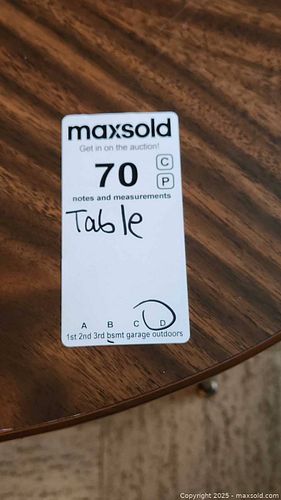 maxsold
Get in on the auction!
70
C
P
notes and measurements
Table
A B C D
1st 2nd 3rd bsmt garage outdoors
Copyright 2025 - maxsold.com